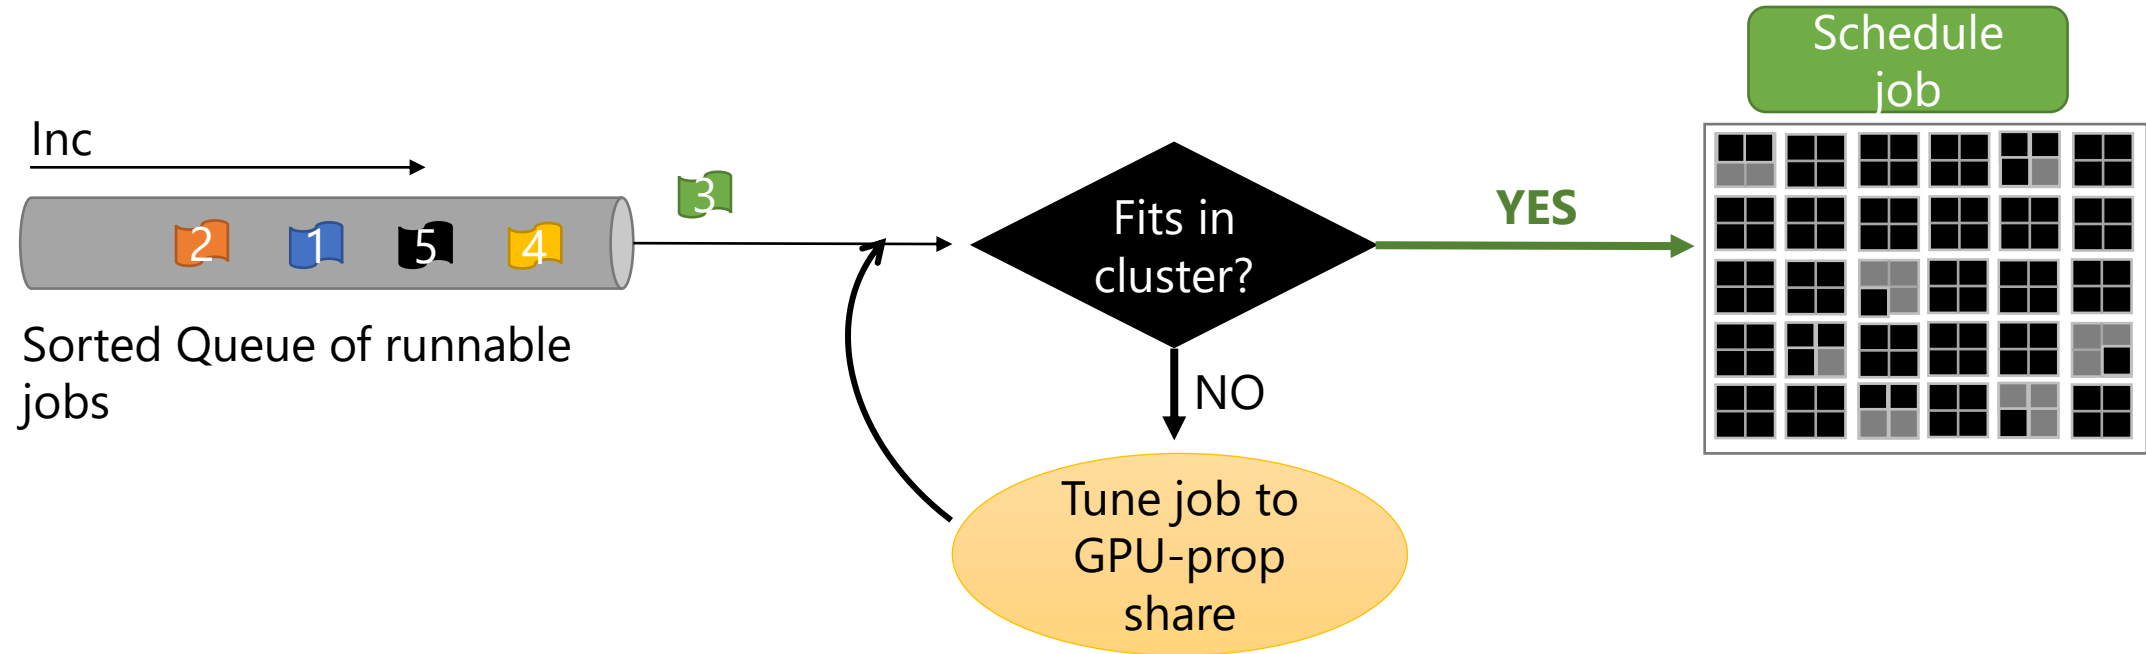 Schedule
job
Inc
3
2 1 5 4
Fits in
cluster?
YES
Sorted Queue of runnable
jobs
NO
Tune job to
GPU-prop
share